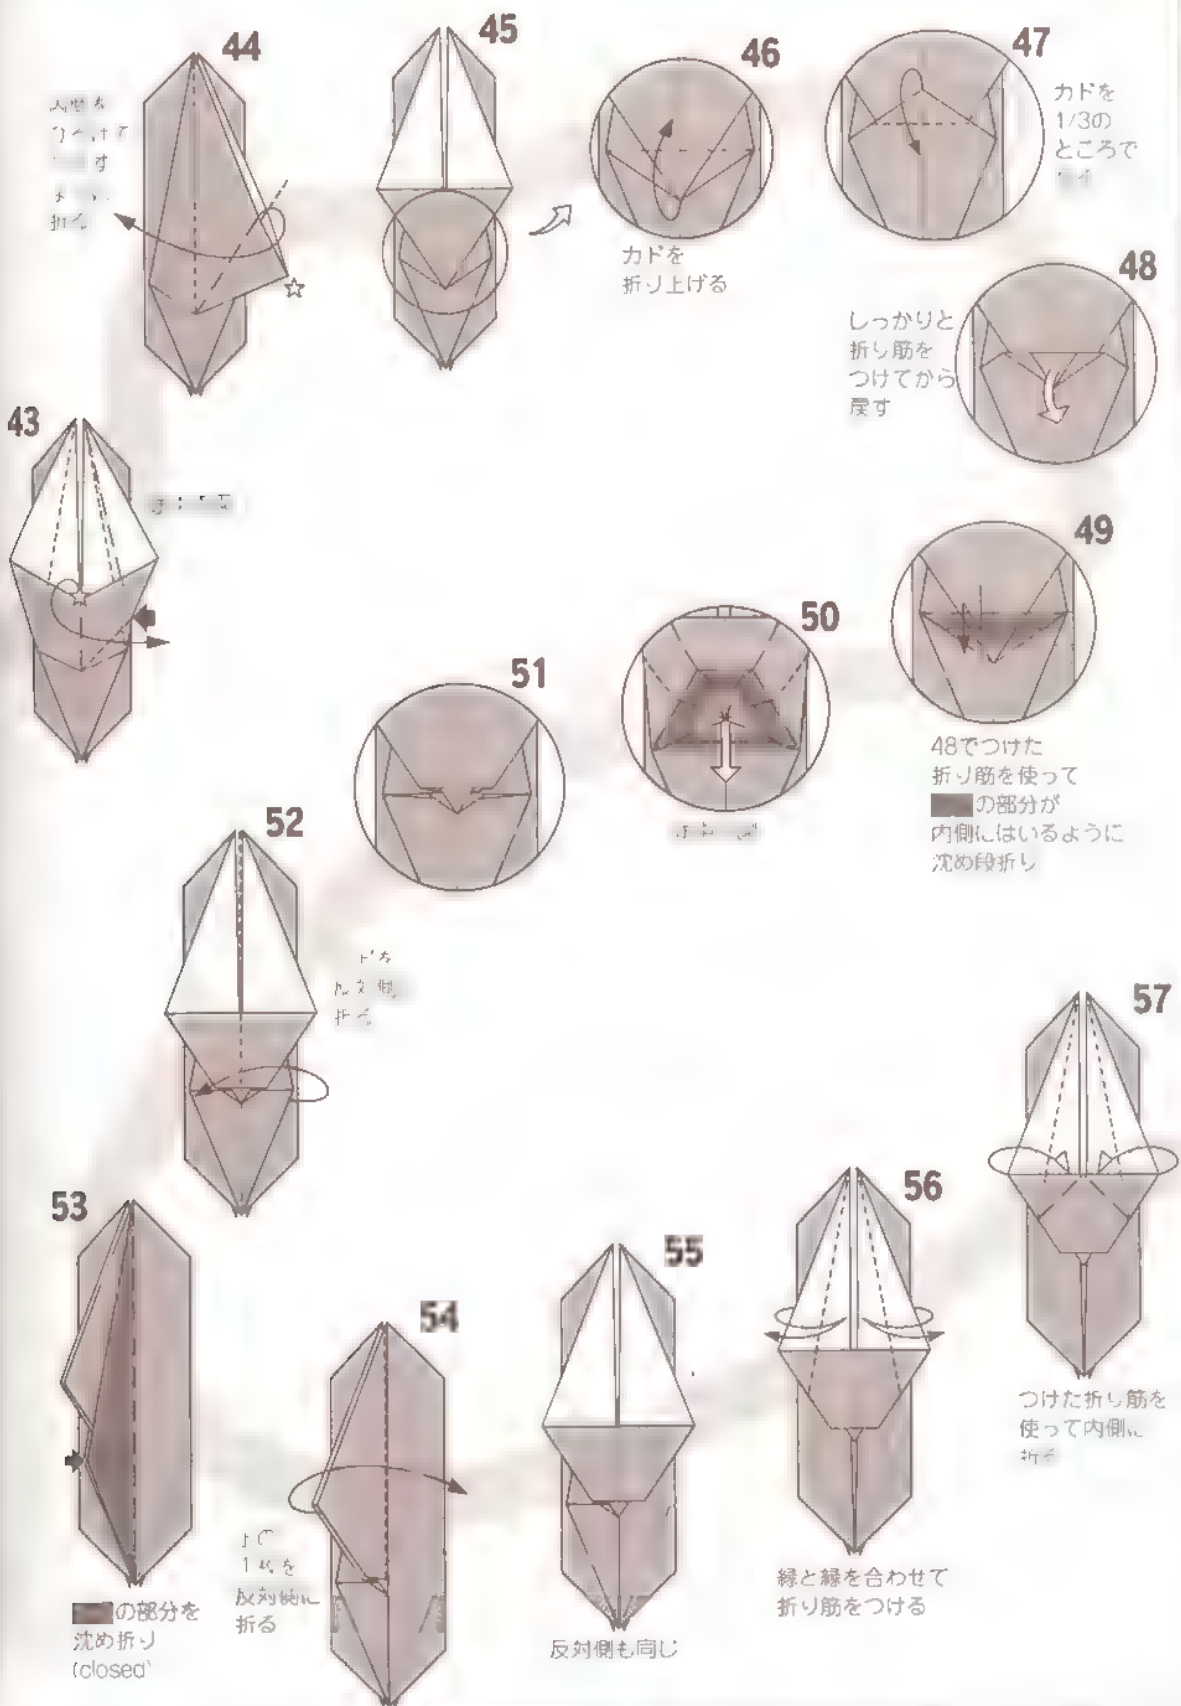 43
44
折る
45
46
カドを
折り上げる
47
カドを
1/3の
ところで
48
しっかりと
折り筋を
つけてから
戻す
49
48でつけた
折り筋を使って
の部分が
内側にはいるように
沈め段折り
50
51
52
折る
53
の部分を
沈め折り
(closed)
54
1枚を
反対側に
折る
55
反対側も同じ
56
縁と縁を合わせて
折り筋をつける
57
つけた折り筋を
使って内側に
折る